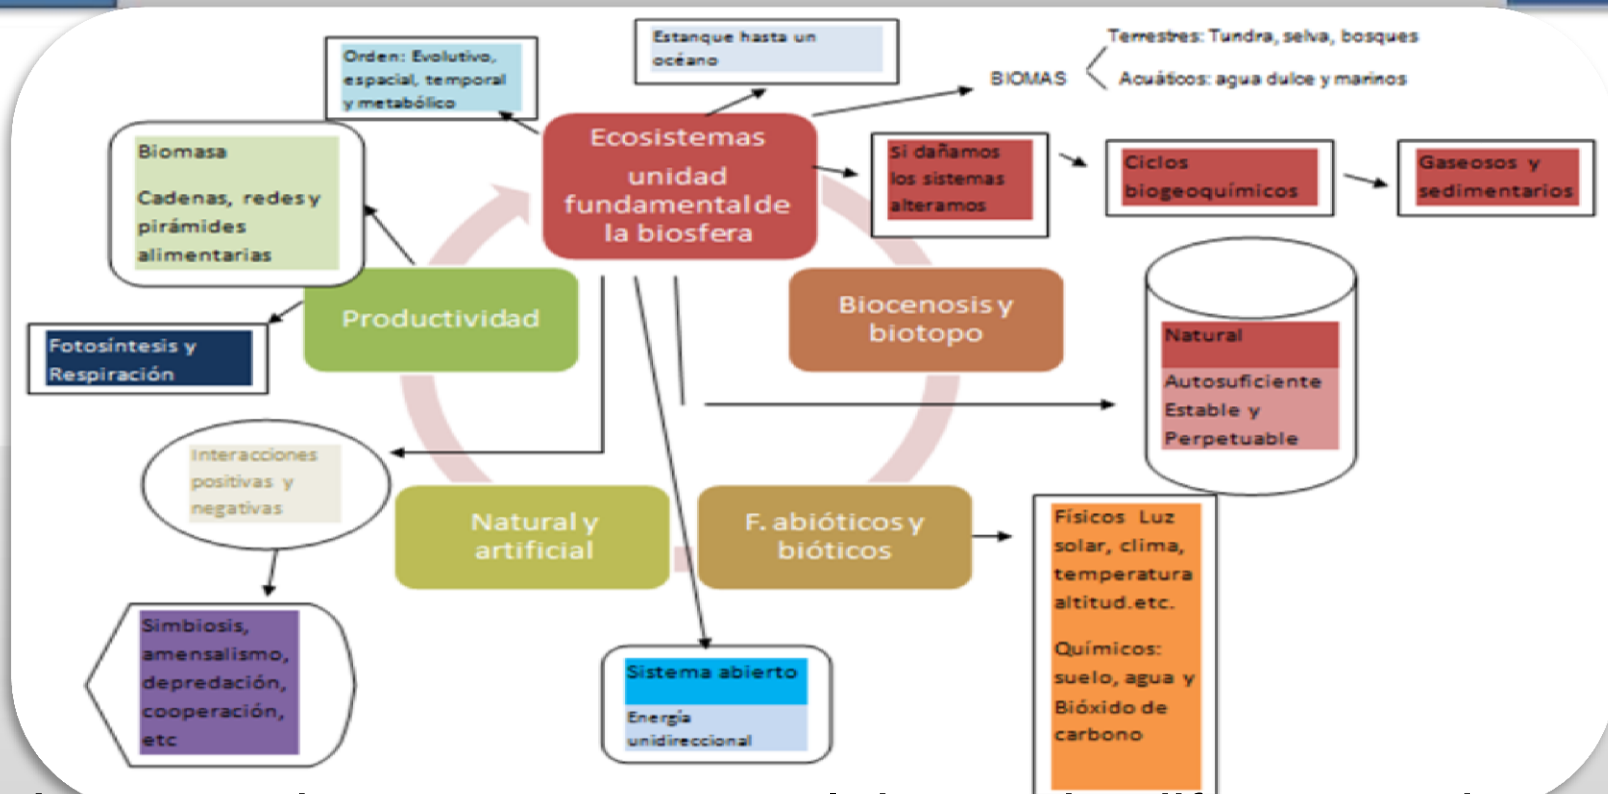 Orden: Evolutivo,
espacial, temporal
y metabólico
Estanque hasta un
océano
BIOMAS
Terrestres: Tundra, selva, bosques
Acuáticos: agua dulce y marinos
Ecosistemas
unidad
fundamental de
la biosfera
Si dañamos
los sistemas
alteramos
Ciclos
biogeoquímicos
Gaseosos y
sedimentarios
Biomasa
Cadenas, redes y
pirámides
alimentarias
Productividad
Biocenosis y
biotopo
Fotosíntesis y
Respiración
Natural
Autosuficiente
Estable y
Perpetuable
Interacciones
positivas y
negativas
Natural y
artificial
F. abióticos y
bióticos
Físicos Luz
solar, clima,
temperatura
altitud.etc.
Químicos:
suelo, agua y
Bióxido de
carbono
Simbiosis,
amensalismo,
depredación,
cooperación,
etc
Sistema abierto
Energía
unidireccional